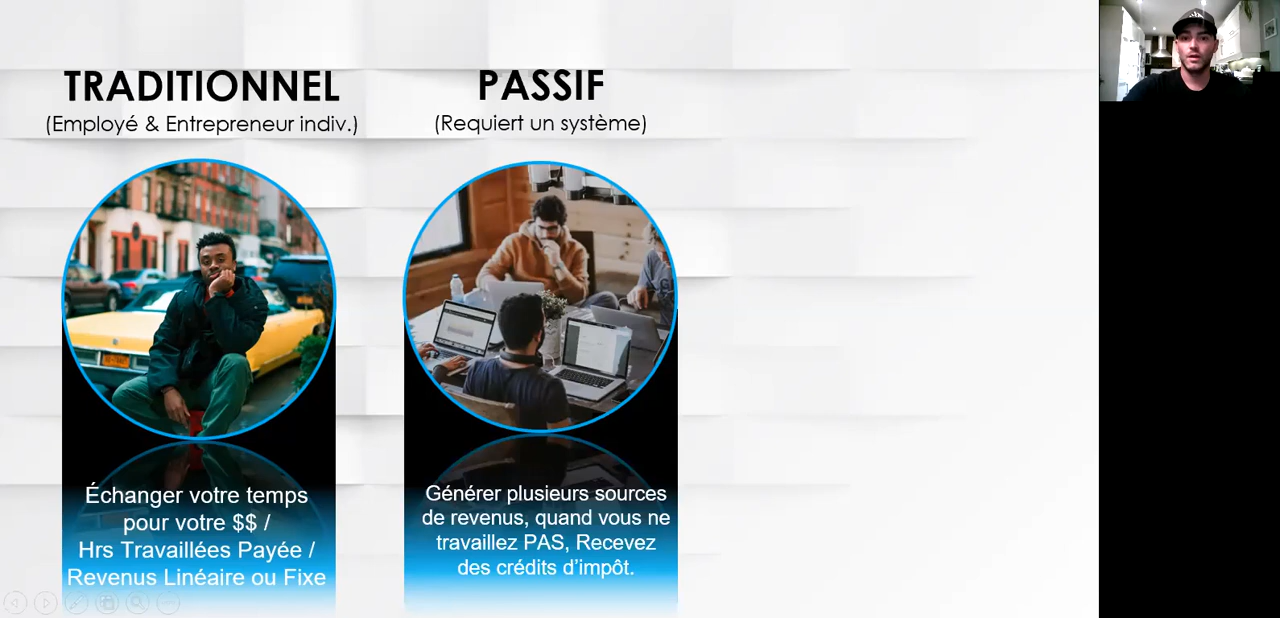 TRADITIONNEL
(Employé & Entrepreneur indiv.)
Échanger votre temps
pour votre $$ /
Hrs Travaillées Payée /
Revenus Linéaire ou Fixe
PASSIF
(Requiert un système)
Générer plusieurs sources
de revenus, quand vous ne
travaillez PAS, Recevez
des crédits d'impôt.